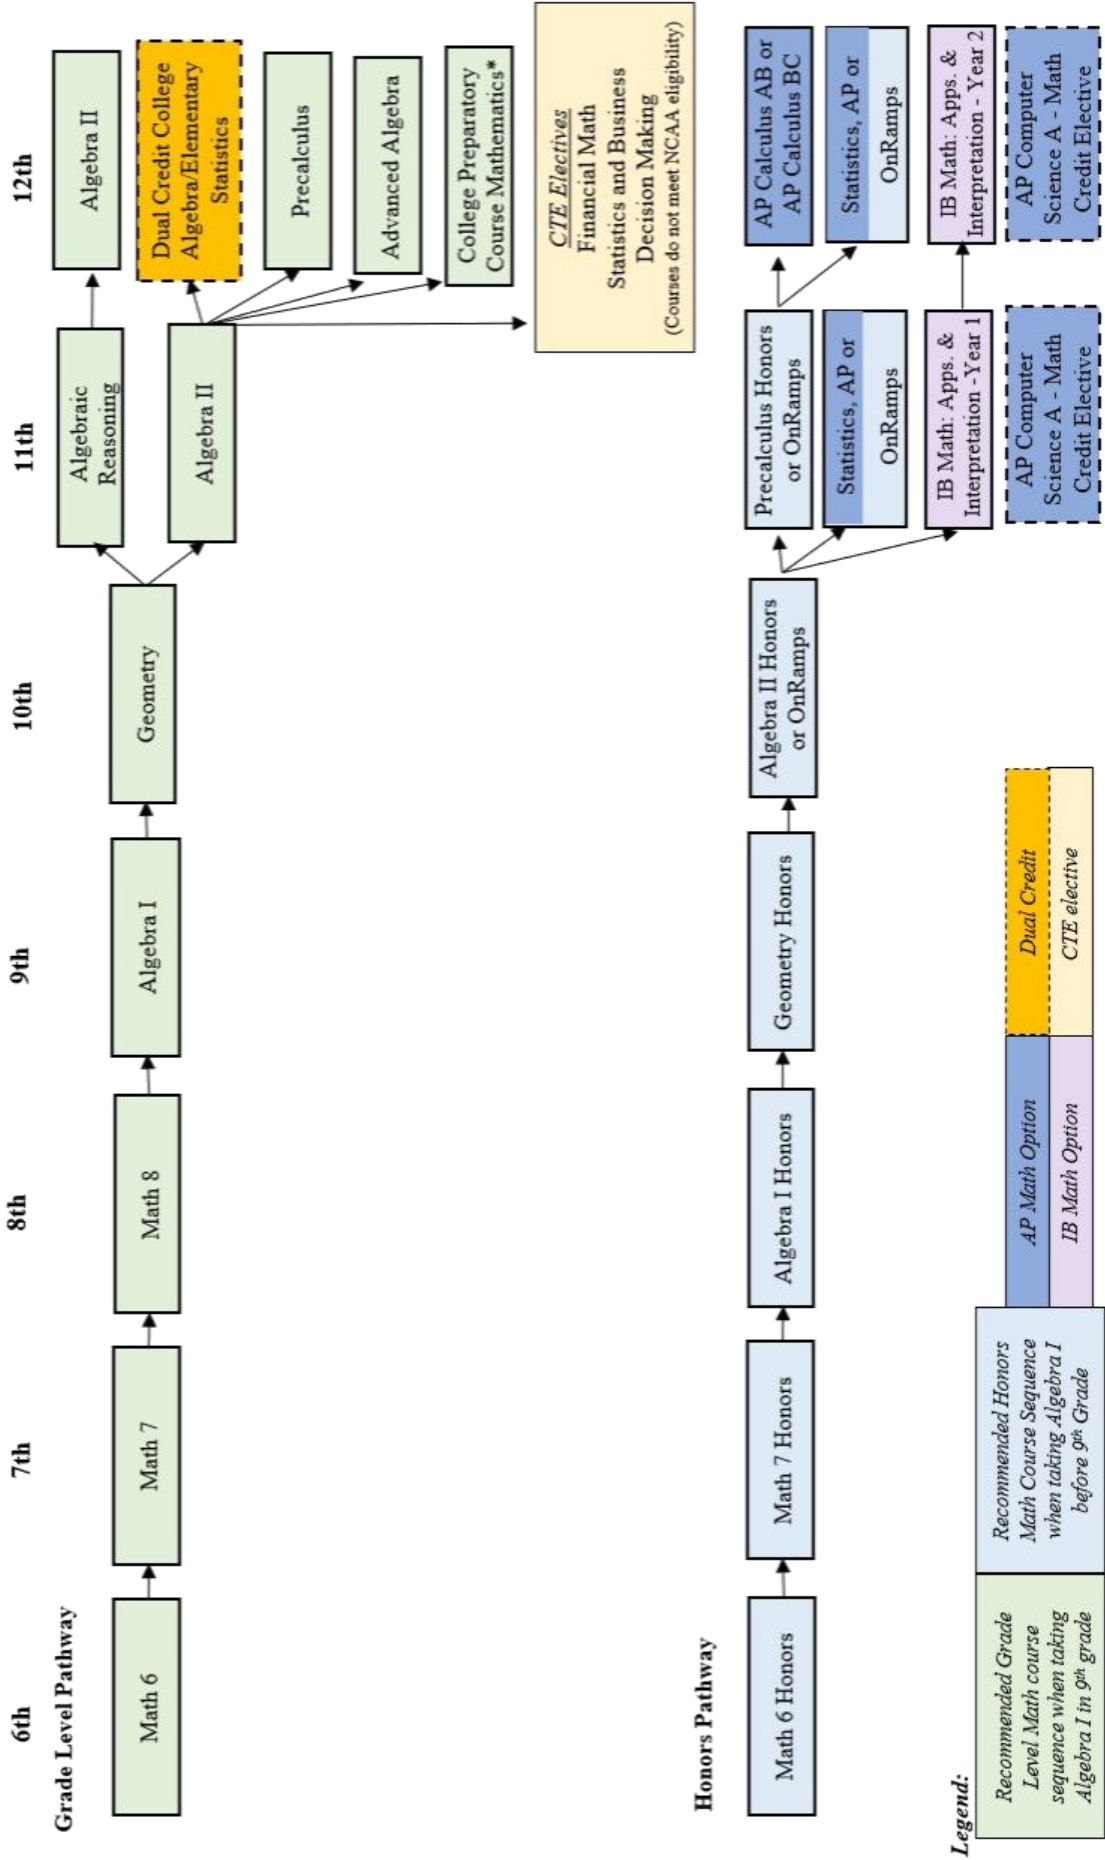 6th
7th
8th
9th
10th
11th
12th
Grade Level Pathway
Math 6
Math 7
Math 8
Algebra I
Geometry
Algebraic
Reasoning
Algebra II
Algebra II
Dual Credit College
Algebra/Elementary
Statistics
Precalculus
Advanced Algebra
College Preparatory
Course Mathematics*
CTE Electives
Financial Math
Statistics and Business
Decision Making
(Courses do not meet NCAA eligibility)
Honors Pathway
Math 6 Honors
Math 7 Honors
Algebra I Honors
Geometry Honors
Algebra II Honors
or OnRamps
Precalculus Honors
or OnRamps
Statistics, AP or
OnRamps
IB Math: Apps. &
Interpretation -Year 1
AP Computer
Science A - Math
Credit Elective
AP Calculus AB or
AP Calculus BC
Statistics, AP or
OnRamps
IB Math: Apps. &
Interpretation - Year 2
AP Computer
Science A - Math
Credit Elective
Legend:
Recommended Grade
Level Math course
sequence when taking
Algebra I in 9th grade
Recommended Honors
Math Course Sequence
when taking Algebra I
before 9th Grade
AP Math Option
IB Math Option
Dual Credit
CTE elective